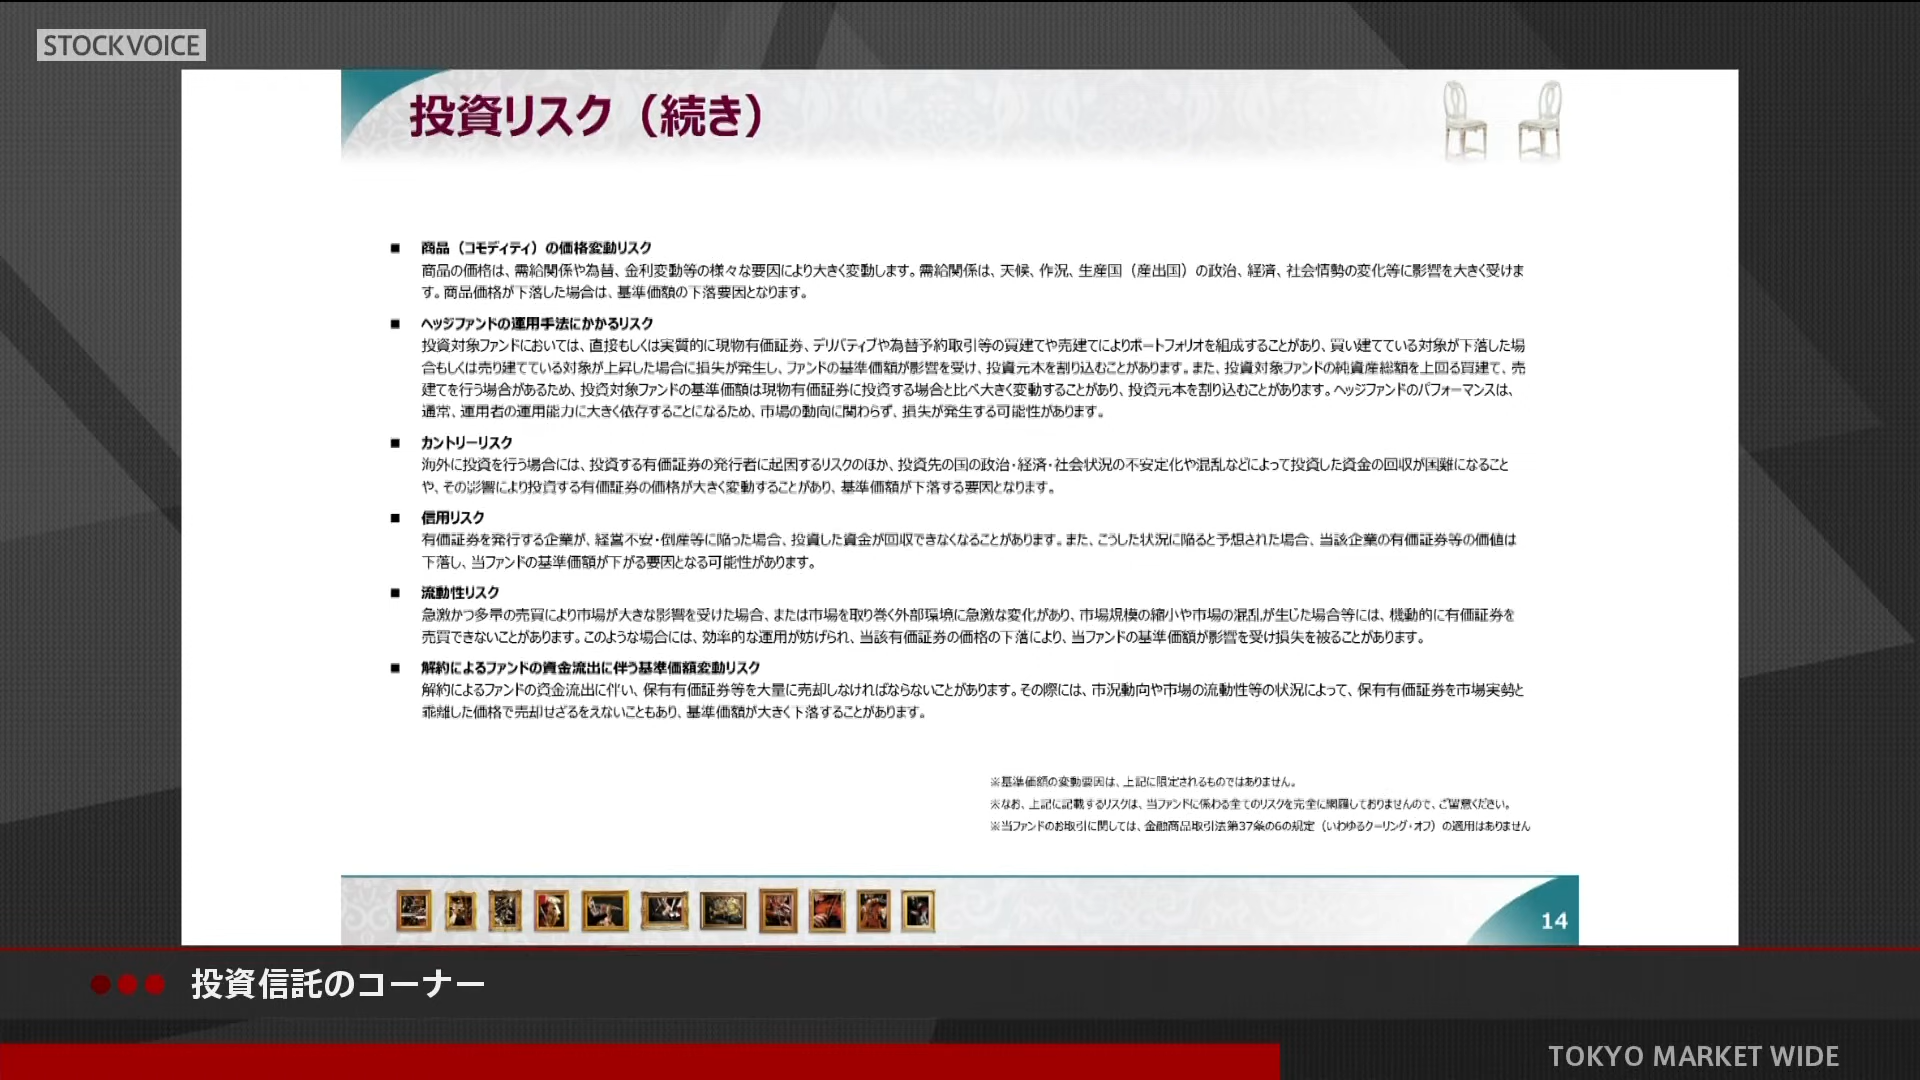 STOCKVOICE
投資リスク（続き）
■ 商品（コモディティ）の価格変動リスク
商品の価格は、需給関係や為替、金利変動等の様々な要因により大きく変動します。需給関係は、天候、作況、生産国（産出国）の政治、経済、社会情勢の変化等に影響を大きく受けま
す。商品価格が下落した場合は、基準価額の下落要因となります。
■ ヘッジファンドの運用手法にかかるリスク
投資対象ファンドにおいては、直接もしくは実質的に現物有価証券、デリバティブや為替予約取引等の買建てや売建てによりポートフォリオを組成することがあり、買い建てている対象が下落した場
合もしくは売り建てている対象が上昇した場合に損失が発生し、ファンドの基準価額が影響を受け、投資元本を割り込むことがあります。また、投資対象ファンドの純資産総額を上回る買建て、売
建てを行う場合があるため、投資対象ファンドの基準価額は現物有価証券に投資する場合と比べ大きく変動することがあり、投資元本を割り込むことがあります。ヘッジファンドのパフォーマンスは、
通常、運用者の運用能力に大きく依存することになるため、市場の動向に関わらず、損失が発生する可能性があります。
■ カントリーリスク
海外に投資を行う場合には、投資する有価証券の発行者に起因するリスクのほか、投資先の国の政治・経済・社会状況の不安定化や混乱などによって投資した資金の回収が困難になること
や、その影響により投資する有価証券の価格が大きく変動することがあり、基準価額が下落する要因となります。
■ 信用リスク
有価証券を発行する企業が、経営不安・倒産等に陥った場合、投資した資金が回収できなくなることがあります。また、こうした状況に陥ると予想された場合、当該企業の有価証券等の価値は
下落し、当ファンドの基準価額が下がる要因となる可能性があります。
■ 流動性リスク
急激かつ多量の売買により市場が大きな影響を受けた場合、または市場を取り巻く外部環境に急激な変化があり、市場規模の縮小や市場の混乱が生じた場合等には、機動的に有価証券を
売買できないことがあります。このような場合には、効率的な運用が妨げられ、当該有価証券の価格の下落により、当ファンドの基準価額が影響を受け損失を被ることがあります。
■ 解約によるファンドの資金流出に伴う基準価額変動リスク
解約によるファンドの資金流出に伴い、保有有価証券等を大量に売却しなければならないことがあります。その際には、市況動向や市場の流動性等の状況によって、保有有価証券を市場実勢と
乖離した価格で売却せざるをえないこともあり、基準価額が大きく下落することがあります。
※基準価額の変動要因は、上記に限定されるものではありません。
※なお、上記に記載するリスクは、当ファンドに係わる全てのリスクを完全に網羅しておりませんので、ご留意ください。
※当ファンドのお取引に関しては、金融商品取引法第37条の6の規定（いわゆるクーリング・オフ）の適用はありません
14
投資信託のコーナー
TOKYO MARKET WIDE